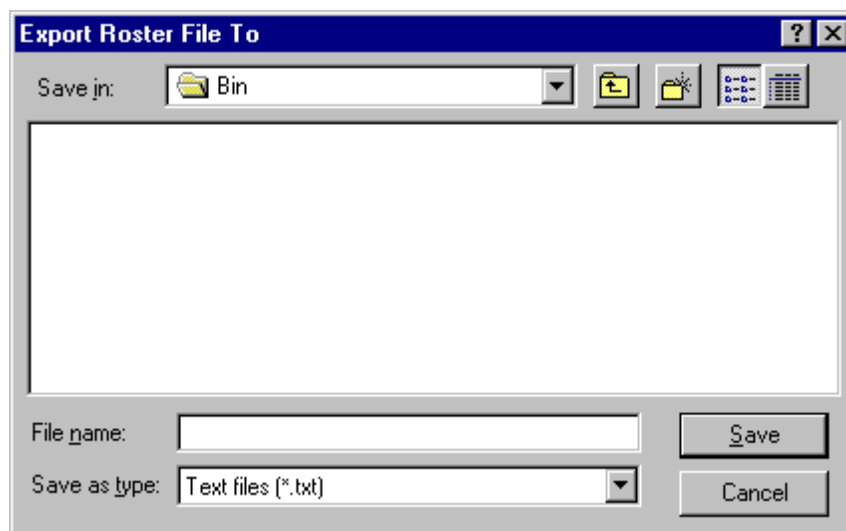 Export Roster File To
Save in:
Bin
File name:
Save
Save as type:
Text files (*.txt)
Cancel